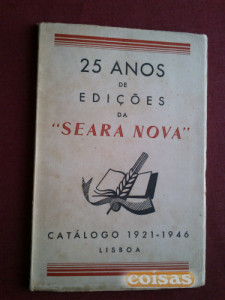 25 ANOS
DE
EDIÇÕES
DA
"SEARA NOVA"
CATÁLOGO 1921-1946
LISBOA
coisas